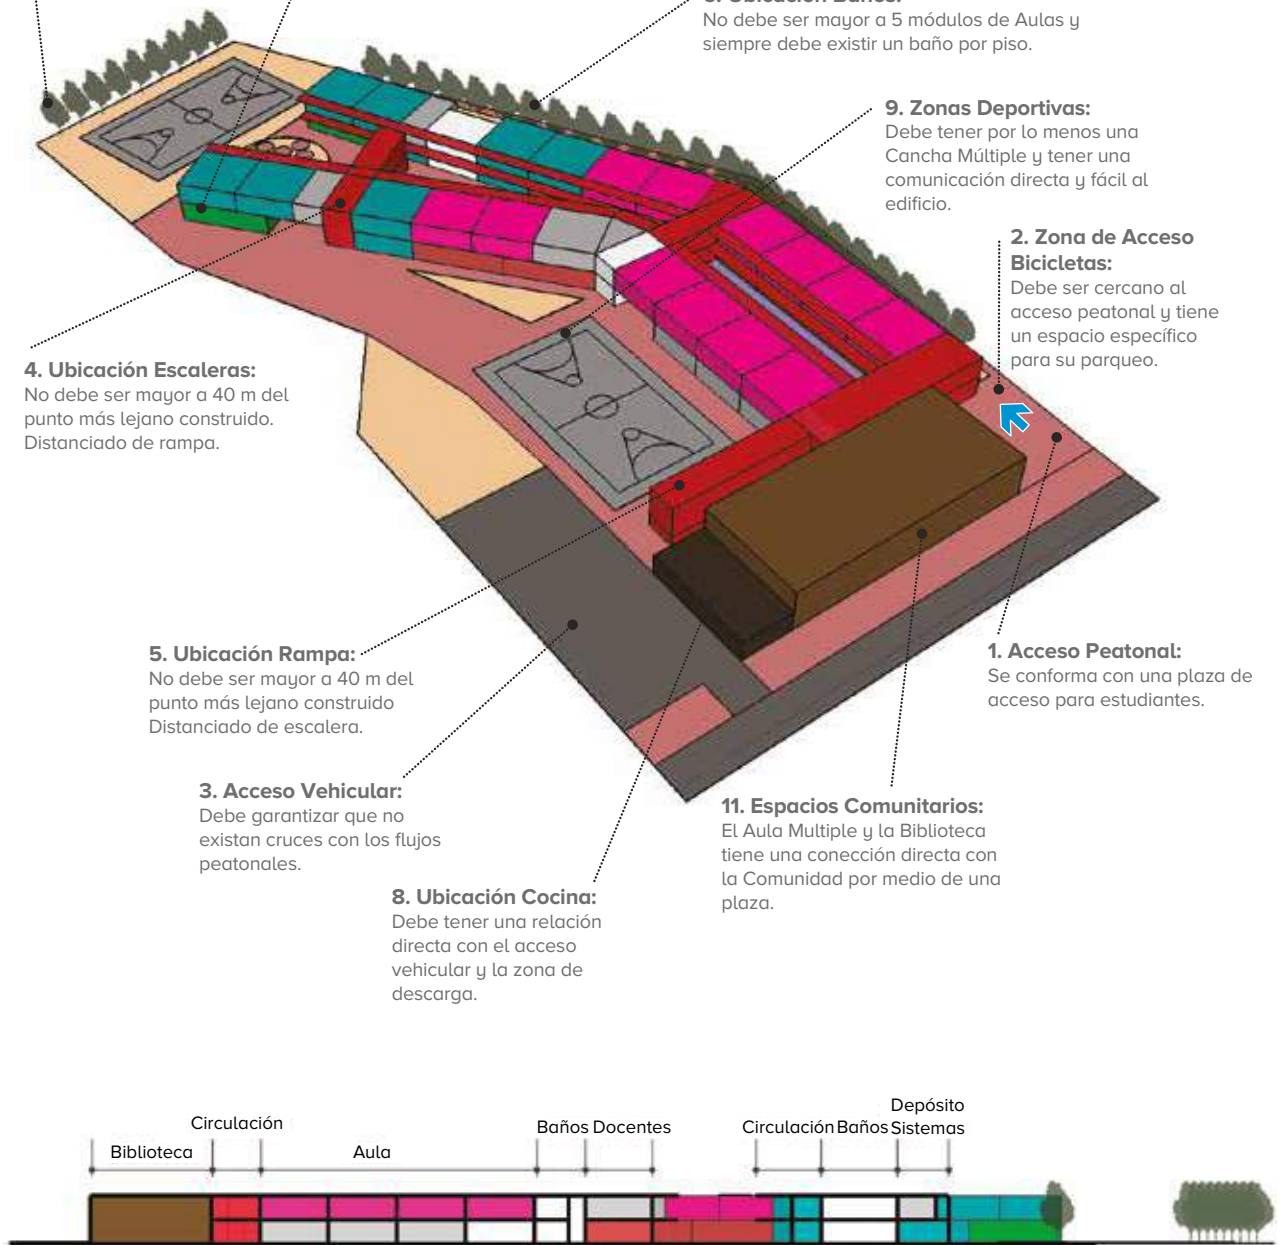 No debe ser mayor a 5 módulos de Aulas y
siempre debe existir un baño por piso.
9. Zonas Deportivas:
Debe tener por lo menos una
Cancha Múltiple y tener una
comunicación directa y fácil al
edificio.
2. Zona de Acceso
Bicicletas:
Debe ser cercano al
acceso peatonal y tiene
un espacio específico
para su parqueo.
4. Ubicación Escaleras:
No debe ser mayor a 40 m del
punto más lejano construido.
Distanciado de rampa.
5. Ubicación Rampa:
No debe ser mayor a 40 m del
punto más lejano construido
Distanciado de escalera.
1. Acceso Peatonal:
Se conforma con una plaza de
acceso para estudiantes.
3. Acceso Vehicular:
Debe garantizar que no
existan cruces con los flujos
peatonales.
11. Espacios Comunitarios:
El Aula Multiple y la Biblioteca
tiene una conección directa con
la Comunidad por medio de una
plaza.
8. Ubicación Cocina:
Debe tener una relación
directa con el acceso
vehicular y la zona de
descarga.
Biblioteca
Circulación
Aula
Baños
Docentes
Circulación
Baños
Depósito
Sistemas